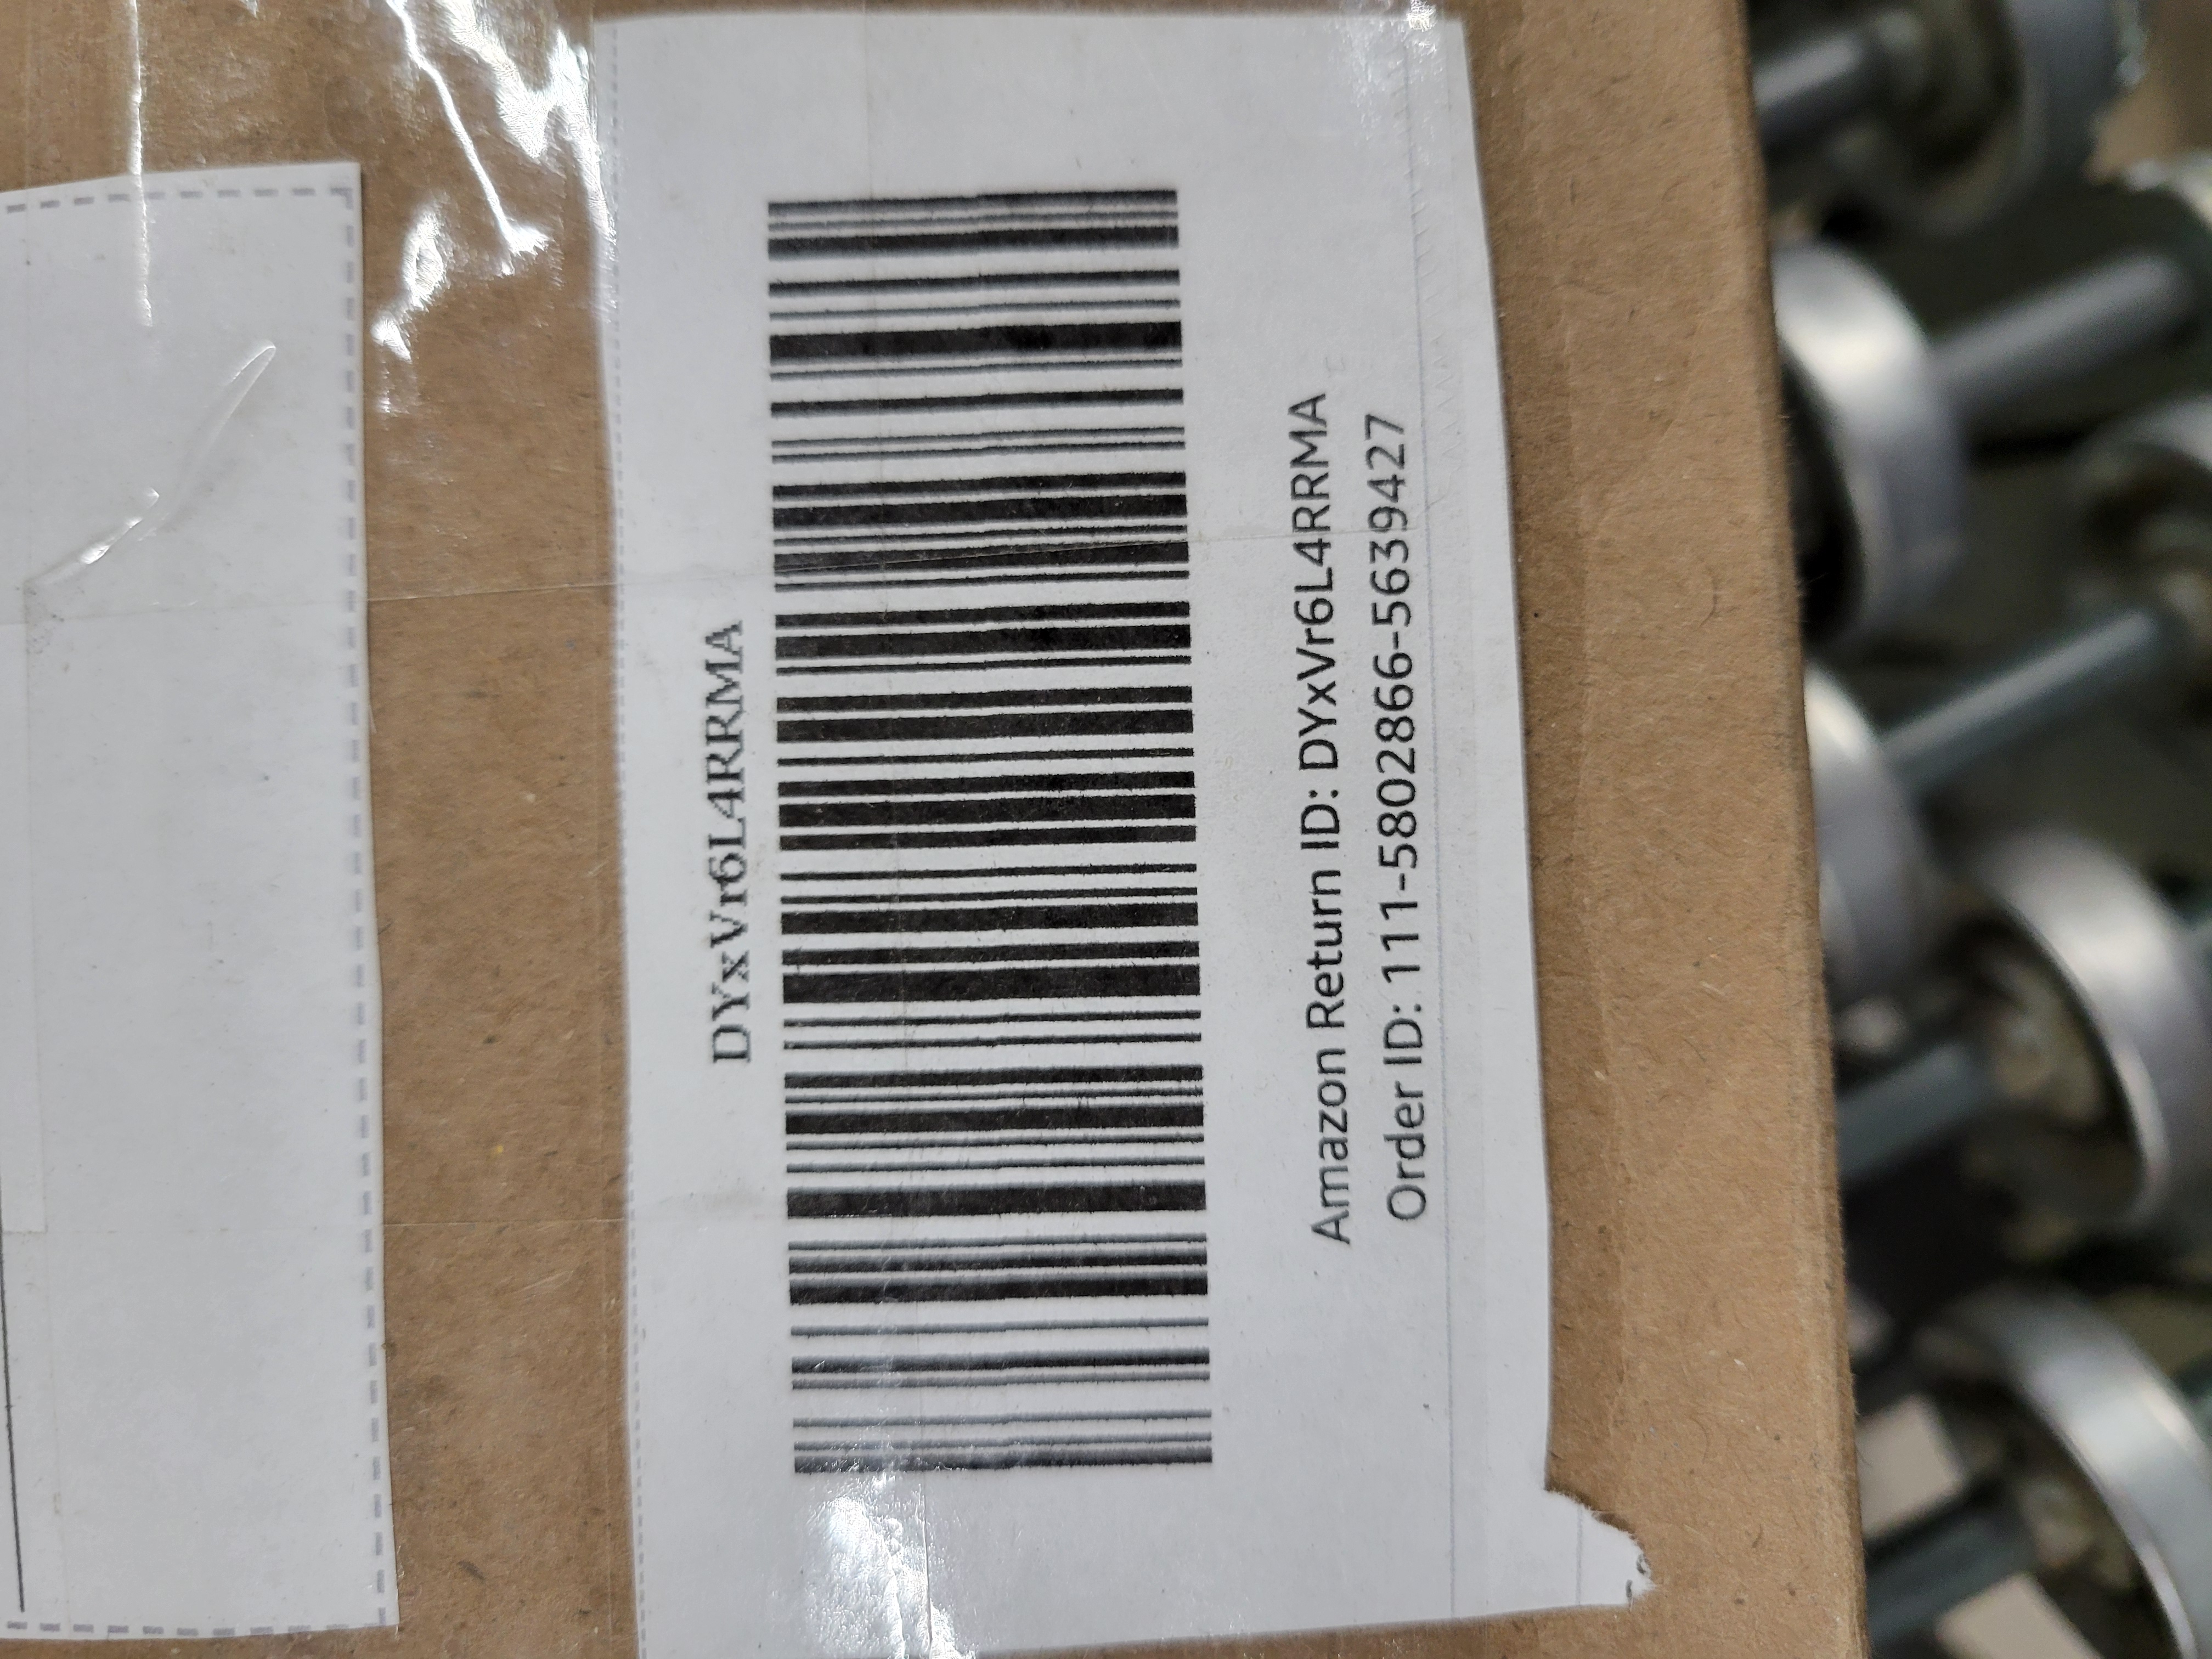 DYxVr6L4RRMA
Amazon Return ID: DYxVr6L4RRMA
Order ID: 111-5802866-5639427